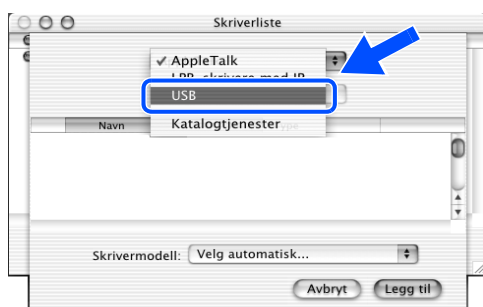 Skriverliste
✓ AppleTalk
USB
Katalogtjenester
Navn
Skrivermodell: Velg automatisk...
Avbryt Legg til